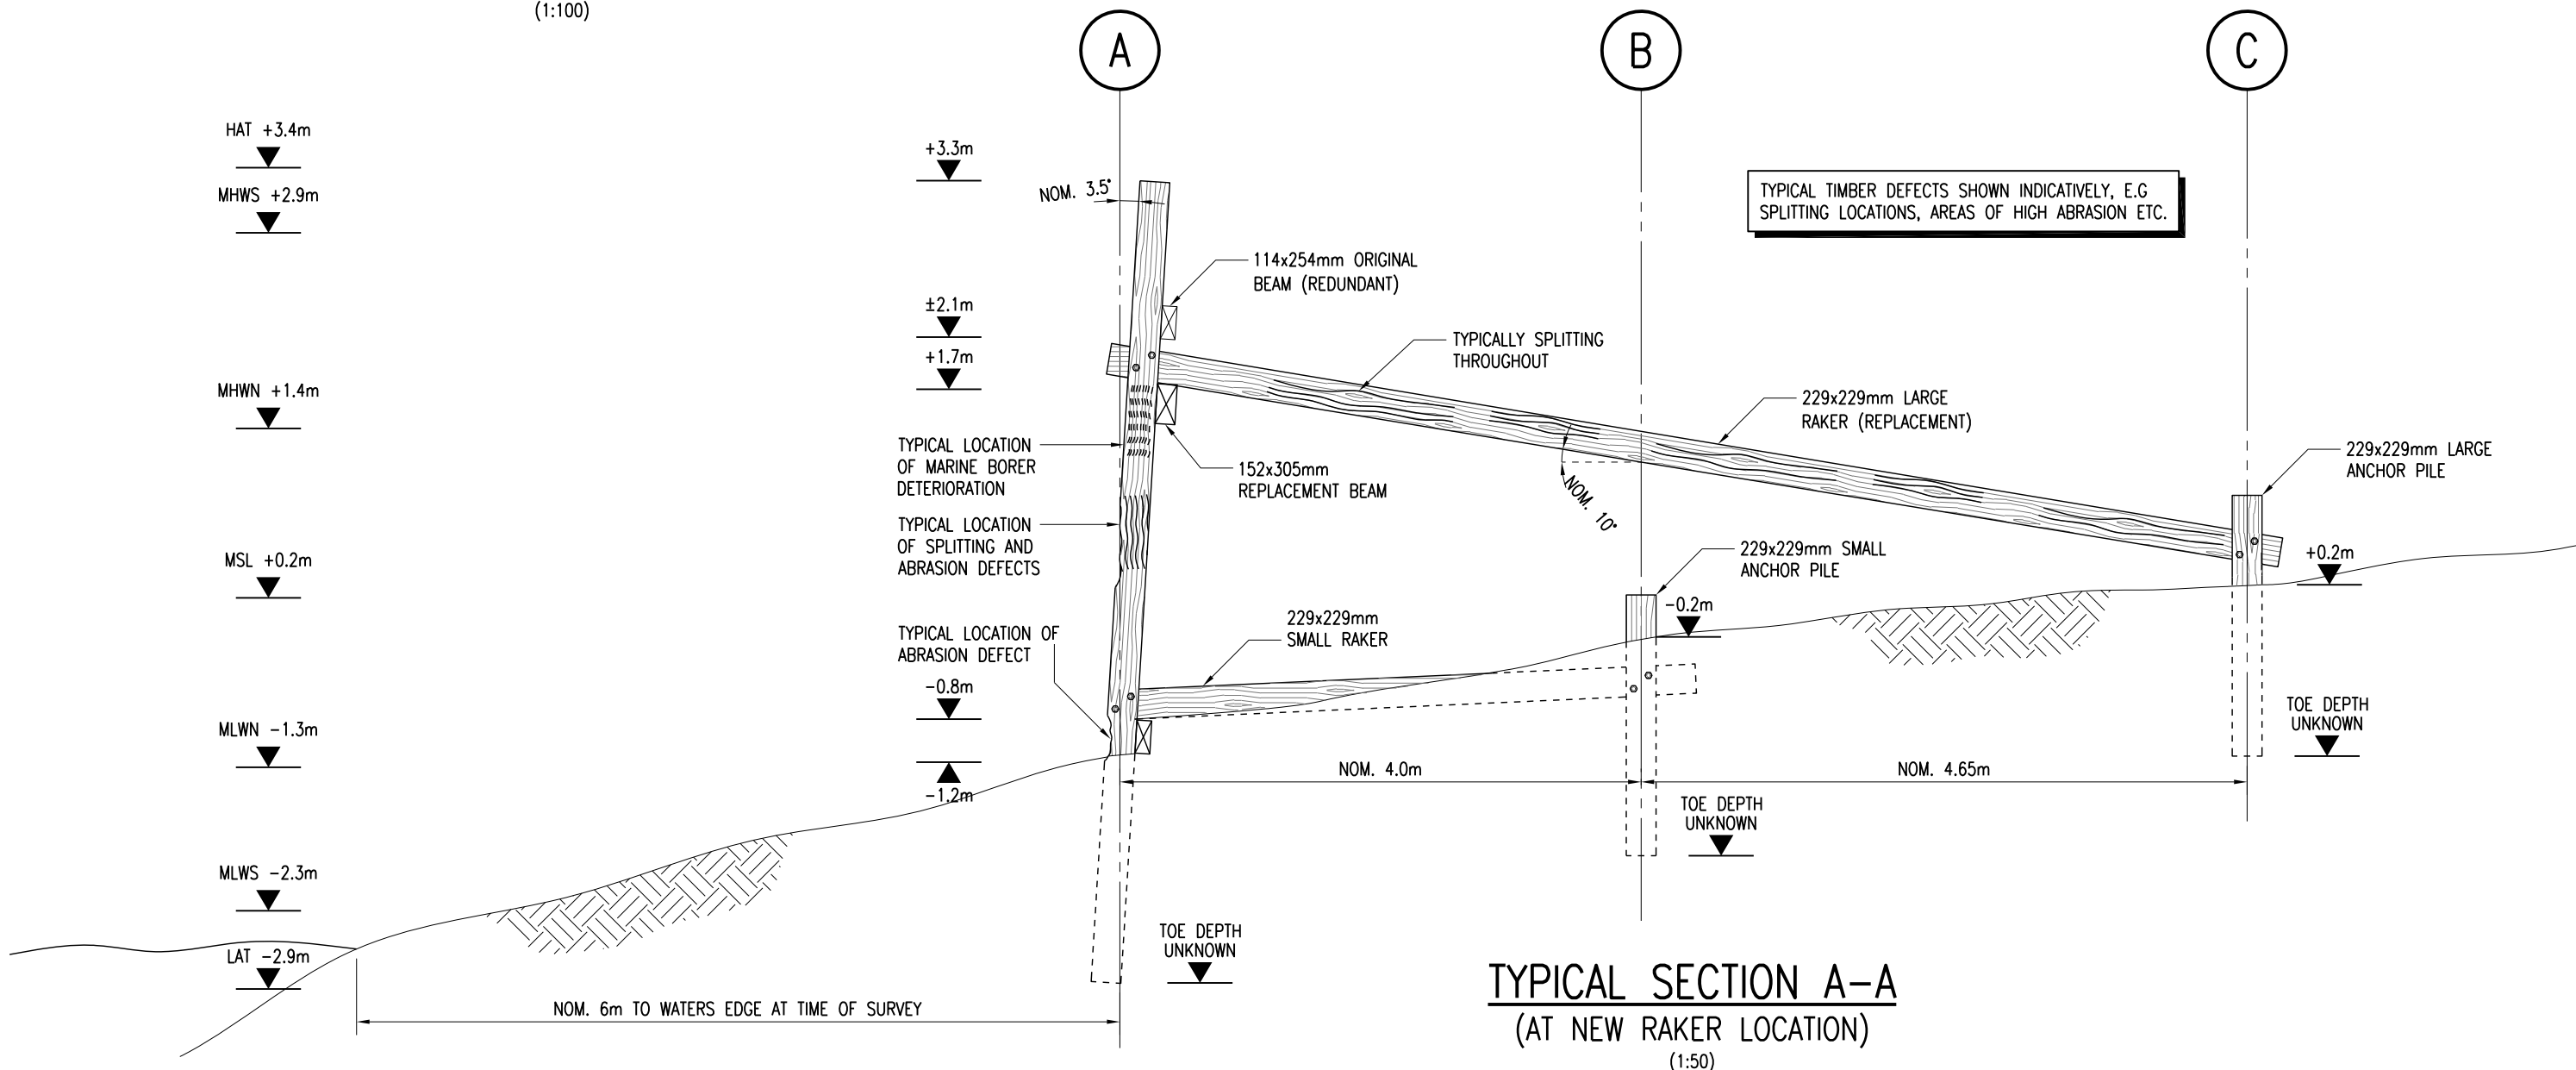 (1:100)
A
B
C
HAT +3.4m
MHWS +2.9m
MHWN +1.4m
MSL +0.2m
MLWN -1.3m
MLWS -2.3m
LAT -2.9m
+3.3m
±2.1m
+1.7m
-0.8m
-1.2m
NOM. 3.5°
114x254mm ORIGINAL
BEAM (REDUNDANT)
TYPICALLY SPLITTING
THROUGHOUT
TYPICAL TIMBER DEFECTS SHOWN INDICATIVELY, E.G
SPLITTING LOCATIONS, AREAS OF HIGH ABRASION ETC.
229x229mm LARGE
RAKER (REPLACEMENT)
229x229mm LARGE
ANCHOR PILE
TYPICAL LOCATION
OF MARINE BORER
DETERIORATION
152x305mm
REPLACEMENT BEAM
NOM. 10°
TYPICAL LOCATION
OF SPLITTING AND
ABRASION DEFECTS
229x229mm SMALL
ANCHOR PILE
+0.2m
-0.2m
229x229mm
SMALL RAKER
TYPICAL LOCATION OF
ABRASION DEFECT
NOM. 4.0m
NOM. 4.65m
TOE DEPTH
UNKNOWN
TOE DEPTH
UNKNOWN
TOE DEPTH
UNKNOWN
NOM. 6m TO WATERS EDGE AT TIME OF SURVEY
TYPICAL SECTION A-A
(AT NEW RAKER LOCATION)
(1:50)